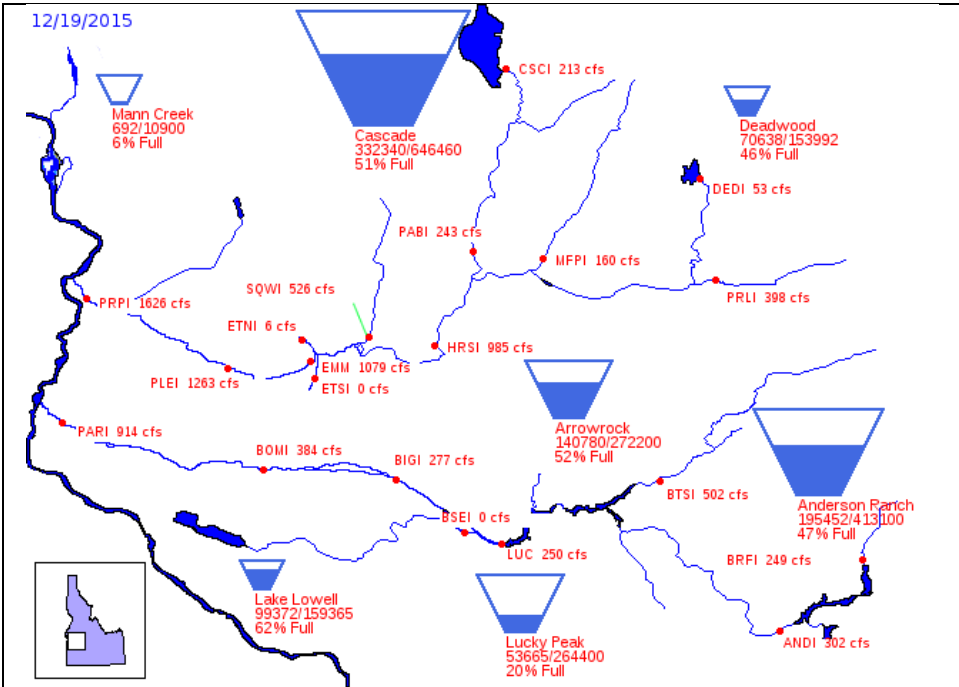 12/19/2015
CSCI 213 cfs
Mann Creek
692/10900
6% Full
Cascade
332340/646460
51% Full
Deadwood
70638/153992
46% Full
DEDI 53 cfs
PABI 243 cfs
MFPI 160 cfs
SQWI 526 cfs
PRPI 1626 cfs
PRLI 398 cfs
ETNI 6 cfs
HRSI 985 cfs
EMM 1079 cfs
PLEI 1263 cfs
ETSI 0 cfs
PARI 914 cfs
Arrowrock
140780/272200
52% Full
BOMI 384 cfs
BIGI 277 cfs
BTSI 502 cfs
Anderson Ranch
195452/413100
47% Full
BSEI 0 cfs
LUC 250 cfs
BRFI 249 cfs
Lake Lowell
99372/159365
62% Full
Lucky Peak
53665/264400
20% Full
ANDI 302 cfs